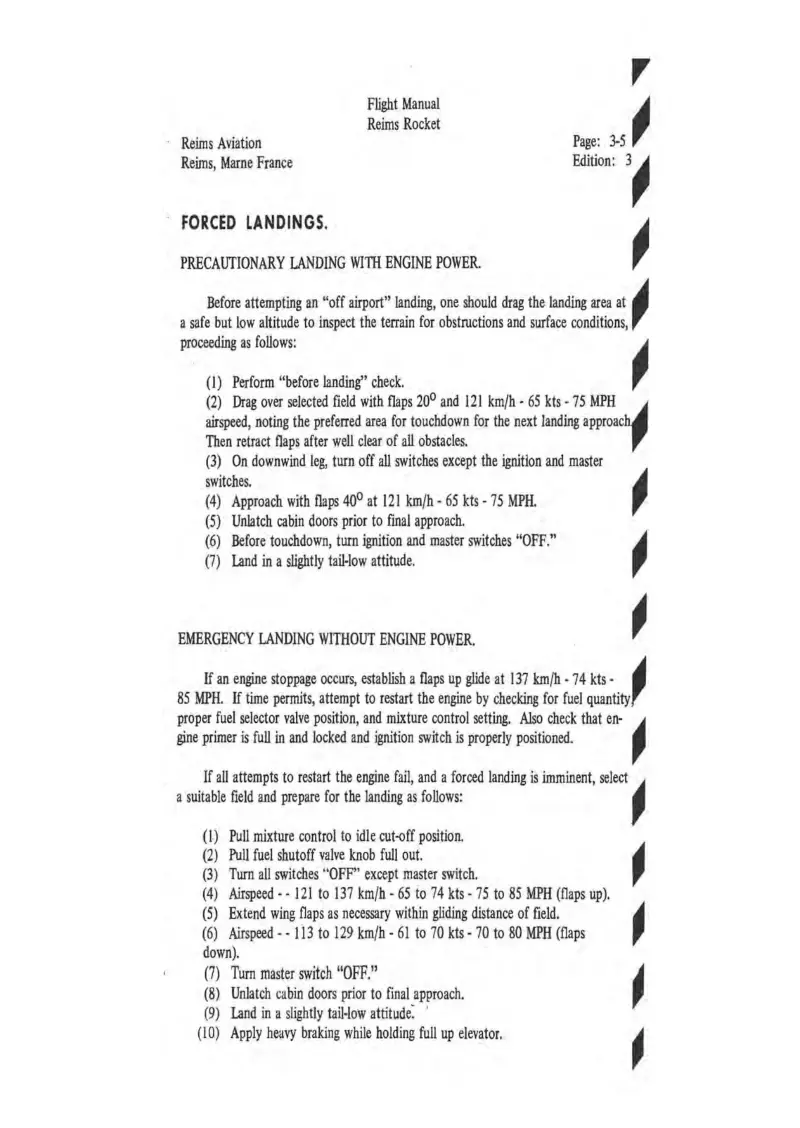 Flight Manual
Reims Rocket
Reims Aviation
Page: 3-5
Reims, Marne France
Edition: 3
FORCED LANDINGS.
PRECAUTIONARY LANDING WITH ENGINE POWER.
Before attempting an “off airport” landing, one should drag the landing area at
a safe but low altitude to inspect the terrain for obstructions and surface conditions,
proceeding as follows:
(1) Perform “before landing” check.
(2) Drag over selected field with flaps 20⁰ and 121 km/h - 65 kts - 75 MPH
airspeed, noting the preferred area for touchdown for the next landing approach.
Then retract flaps after well clear of all obstacles.
(3) On downwind leg, turn off all switches except the ignition and master
switches.
(4) Approach with flaps 40⁰ at 121 km/h - 65 kts - 75 MPH.
(5) Unlatch cabin doors prior to final approach.
(6) Before touchdown, turn ignition and master switches “OFF.”
(7) Land in a slightly tail-low attitude.
EMERGENCY LANDING WITHOUT ENGINE POWER.
If an engine stoppage occurs, establish a flaps up glide at 137 km/h - 74 kts -
85 MPH. If time permits, attempt to restart the engine by checking for fuel quantity,
proper fuel selector valve position, and mixture control setting. Also check that en-
gine primer is full in and locked and ignition switch is properly positioned.
If all attempts to restart the engine fail, and a forced landing is imminent, select
a suitable field and prepare for the landing as follows:
(1) Pull mixture control to idle cut-off position.
(2) Pull fuel shutoff valve knob full out.
(3) Turn all switches “OFF” except master switch.
(4) Airspeed - - 121 to 137 km/h - 65 to 74 kts - 75 to 85 MPH (flaps up).
(5) Extend wing flaps as necessary within gliding distance of field.
(6) Airspeed - - 113 to 129 km/h - 61 to 70 kts - 70 to 80 MPH (flaps
down).
(7) Turn master switch “OFF.”
(8) Unlatch cabin doors prior to final approach.
(9) Land in a slightly tail-low attitude.
(10) Apply heavy braking while holding full up elevator.